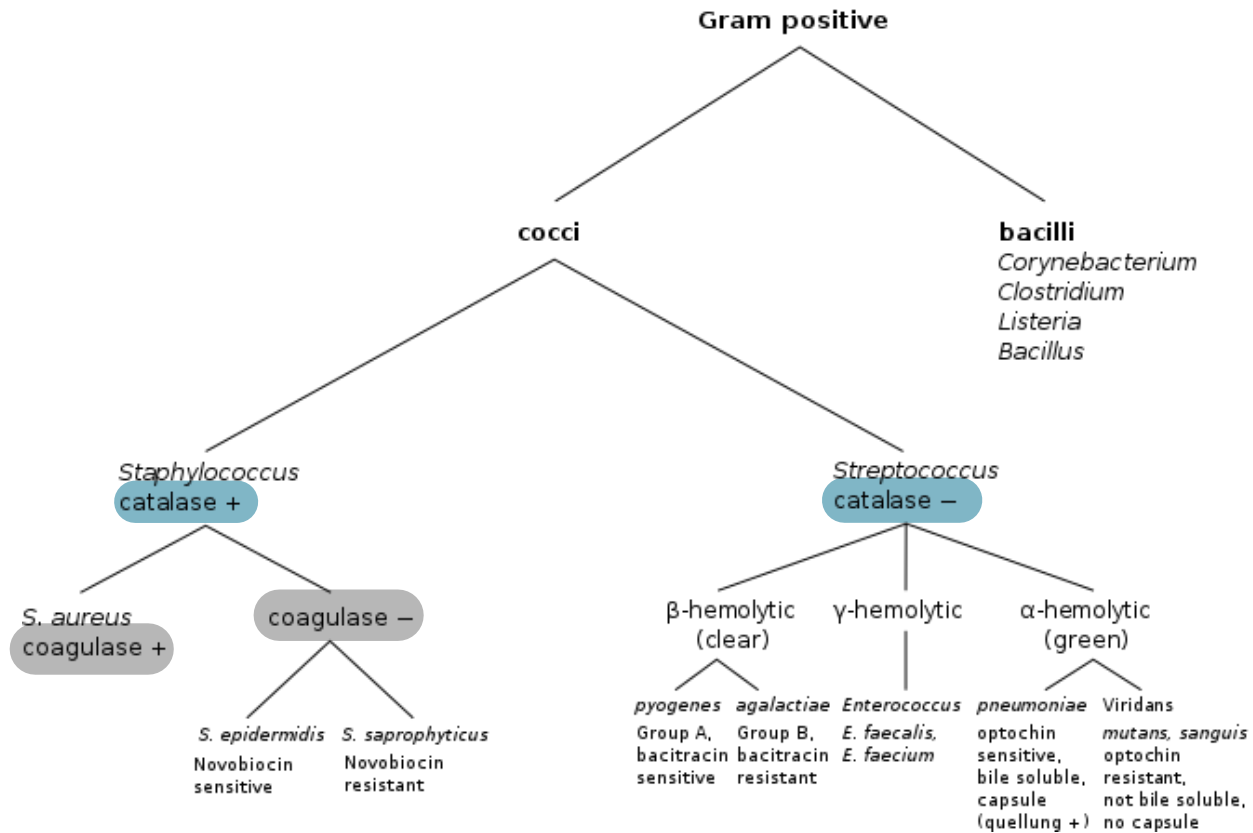 Gram positive
cocci
bacilli
Corynebacterium
Clostridium
Listeria
Bacillus
Staphylococcus
catalase +
Streptococcus
catalase −
S. aureus
coagulase +
coagulase −
β-hemolytic
(clear)
γ-hemolytic
α-hemolytic
(green)
S. epidermidis
Novobiocin
sensitive
S. saprophyticus
Novobiocin
resistant
pyogenes
Group A,
bacitracin
sensitive
agalactiae
Group B,
bacitracin
resistant
Enterococcus
E. faecalis,
E. faecium
pneumoniae
optochin
sensitive,
bile soluble,
capsule
(quellung +)
Viridans
mutans, sanguis
optochin
resistant,
not bile soluble,
no capsule